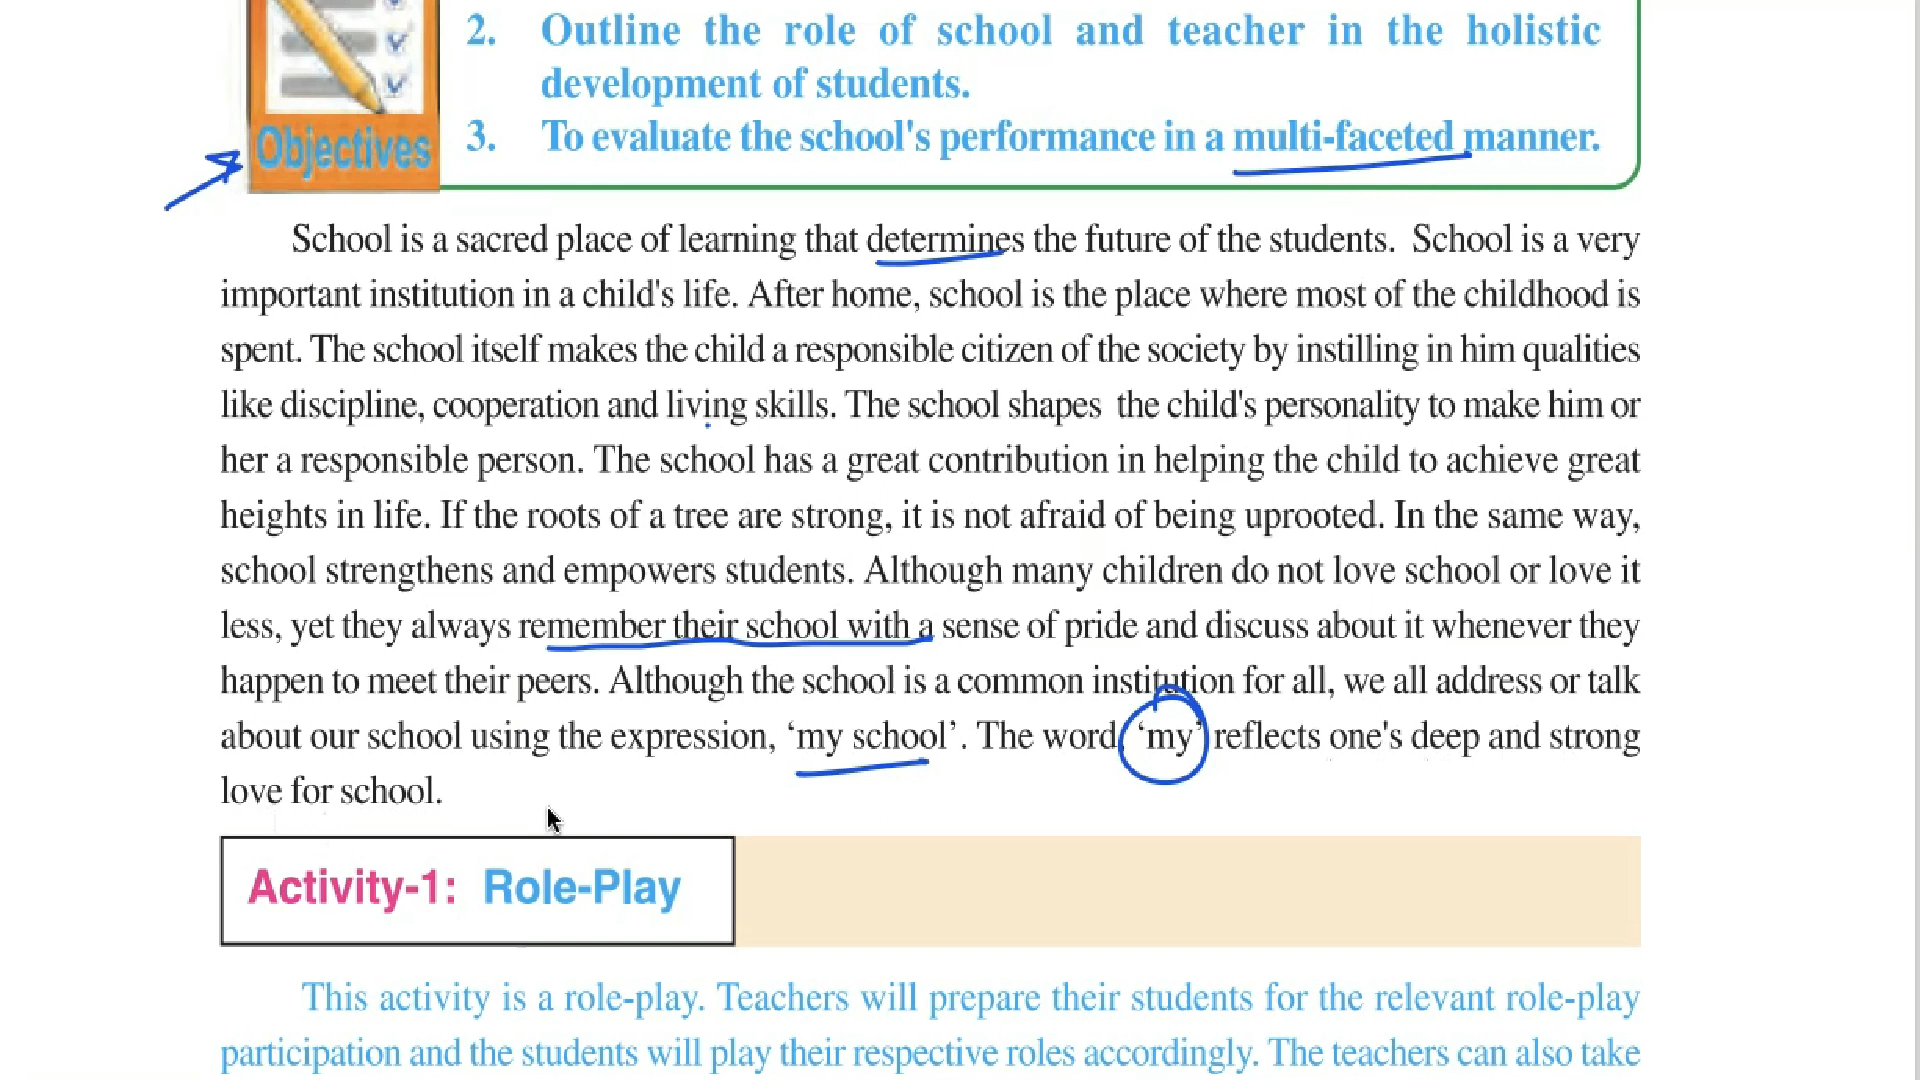 2. Outline the role of school and teacher in the holistic
development of students.
3. To evaluate the school's performance in a multi-faceted manner.
Objectives
School is a sacred place of learning that determines the future of the students. School is a very
important institution in a child's life. After home, school is the place where most of the childhood is
spent. The school itself makes the child a responsible citizen of the society by instilling in him qualities
like discipline, cooperation and living skills. The school shapes the child's personality to make him or
her a responsible person. The school has a great contribution in helping the child to achieve great
heights in life. If the roots of a tree are strong, it is not afraid of being uprooted. In the same way,
school strengthens and empowers students. Although many children do not love school or love it
less, yet they always remember their school with a sense of pride and discuss about it whenever they
happen to meet their peers. Although the school is a common institution for all, we all address or talk
about our school using the expression, ‘my school’. The word, ‘my’ reflects one's deep and strong
love for school.
Activity-1: Role-Play
This activity is a role-play. Teachers will prepare their students for the relevant role-play
participation and the students will play their respective roles accordingly. The teachers can also take